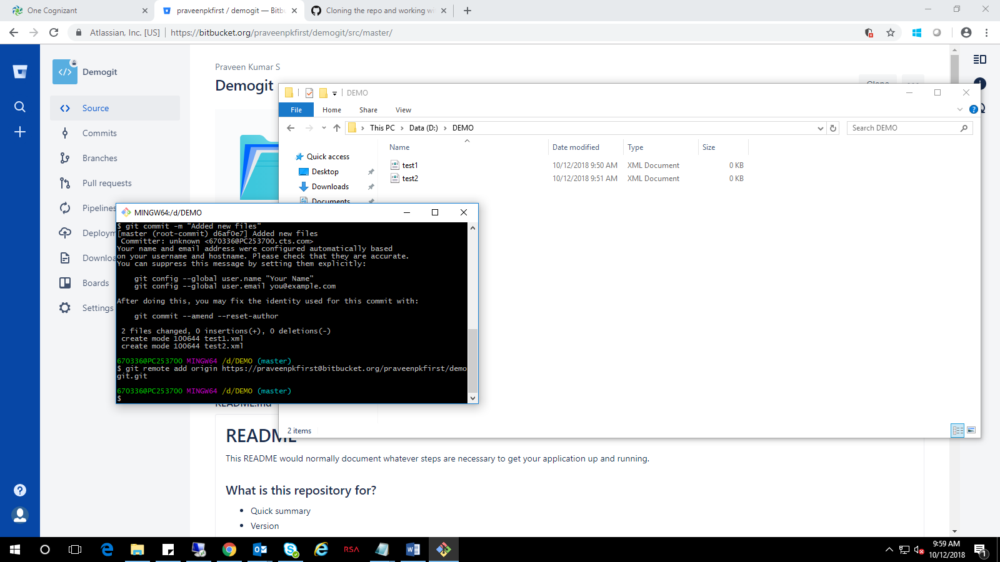 One Cognizant
praveenpkfirst / demogit — Bitbu
Cloning the repo and working wi
Atlassian, Inc. [US]
https://bitbucket.org/praveenpkfirst/demogit/src/master/
Demogit
Source
Commits
Branches
Pull requests
Pipelines
Deploym
Downloa
Boards
Settings
Praveen Kumar S
Demogit
DEMO
File
Home
Share
View
This PC
Data (D:)
DEMO
Search DEMO
Quick access
Desktop
Downloads
Documents
Name
Date modified
Type
Size
test1
10/12/2018 9:50 AM
XML Document
0 KB
test2
10/12/2018 9:51 AM
XML Document
0 KB
2 items
MINGW64:/d/DEMO
$ git commit -m "Added new files"
[master (root-commit) d6af0e7] Added new files
Committer: unknown <670336@PC253700.cts.com>
Your name and email address were configured automatically based
on your username and hostname. Please check that they are accurate.
You can suppress this message by setting them explicitly:
git config --global user.name "Your Name"
git config --global user.email you@example.com
After doing this, you may fix the identity used for this commit with:
git commit --amend --reset-author
2 files changed, 0 insertions(+), 0 deletions(-)
create mode 100644 test1.xml
create mode 100644 test2.xml
670336@PC253700 MINGW64 /d/DEMO (master)
$ git remote add origin https://praveenpkfirst@bitbucket.org/praveenpkfirst/demo
git.git
670336@PC253700 MINGW64 /d/DEMO (master)
$
README.md
README
This README would normally document whatever steps are necessary to get your application up and running.
What is this repository for?
Quick summary
Version
RSA
9:59 AM
10/12/2018
1